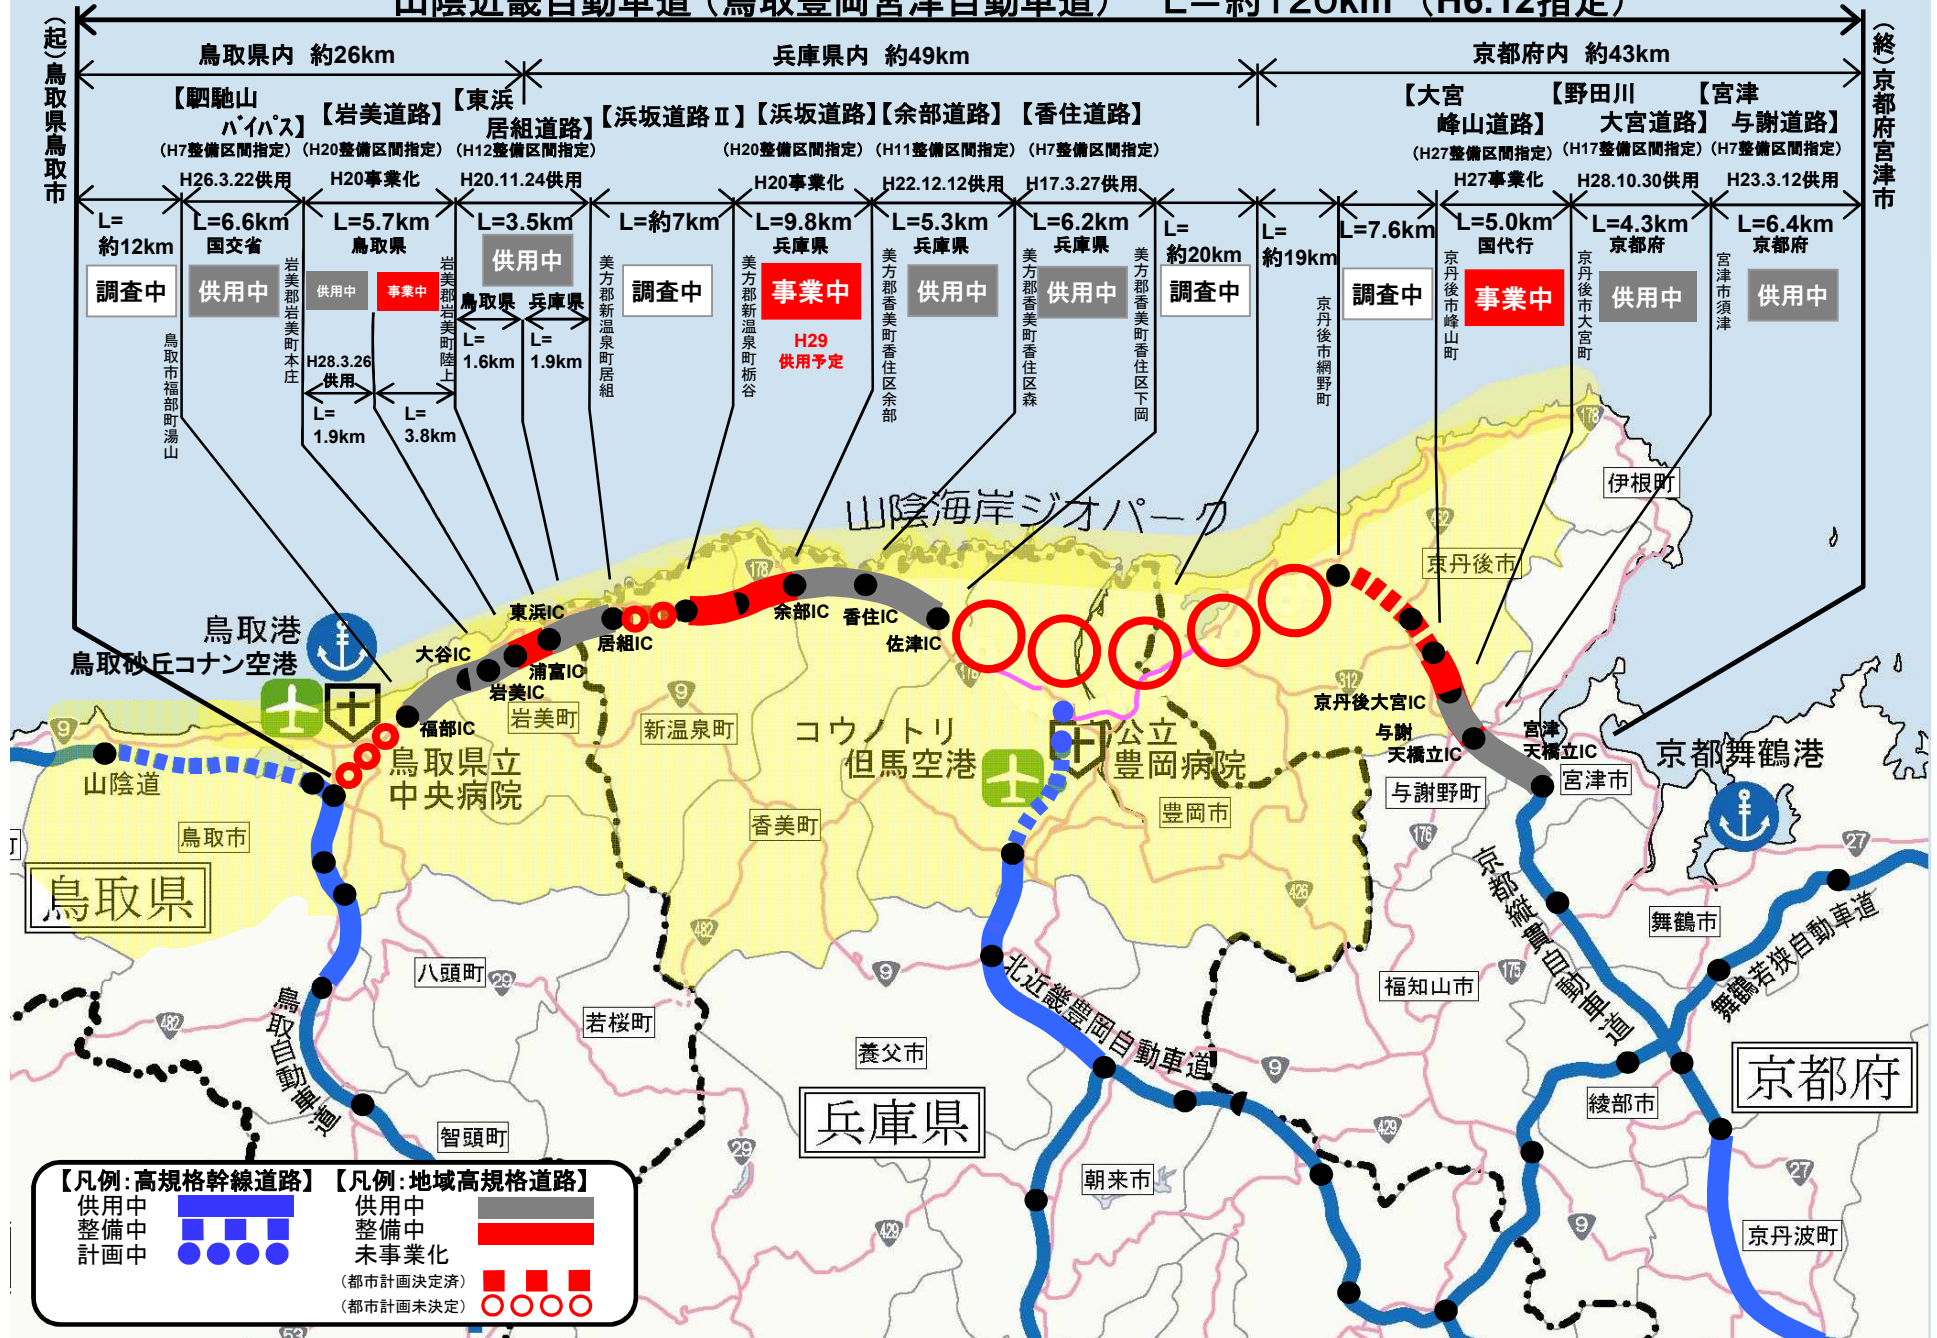 山陰近畿自動車道（鳥取豊岡宮津自動車道） L=約120km （H6.12指定）
（起）鳥取県鳥取市
（終）京都府宮津市
鳥取県内 約26km
兵庫県内 約49km
京都府内 約43km
【駟馳山
バイパス】
（H7整備区間指定）
H26.3.22供用
【岩美道路】
（H20整備区間指定）
H20事業化
【東浜
居組道路】
（H12整備区間指定）
H20.11.24供用
【浜坂道路Ⅱ】
【浜坂道路】
（H20整備区間指定）
H20事業化
【余部道路】
（H11整備区間指定）
H22.12.12供用
【香住道路】
（H7整備区間指定）
H17.3.27供用
【大宮
峰山道路】
（H27整備区間指定）
H27事業化
【野田川
大宮道路】
（H17整備区間指定）
H28.10.30供用
【宮津
与謝道路】
（H7整備区間指定）
H23.3.12供用
L=
約12km
調査中
L=6.6km
国交省
供用中
L=5.7km
鳥取県
供用中
事業中
H28.3.26
供用
L=
1.9km
L=
3.8km
L=3.5km
供用中
鳥取県
兵庫県
L=
1.6km
L=
1.9km
L=約7km
調査中
L=9.8km
兵庫県
事業中
H29
供用予定
L=5.3km
兵庫県
供用中
L=6.2km
兵庫県
供用中
L=
約20km
調査中
L=
約19km
L=7.6km
調査中
L=5.0km
国代行
事業中
L=4.3km
京都府
供用中
L=6.4km
京都府
供用中
鳥取市福部町湯山
岩美郡岩美町本庄
岩美郡岩美町陸上
美方郡新温泉町居組
美方郡新温泉町栃谷
美方郡香美町香住区余部
美方郡香美町香住区森
美方郡香美町香住区下岡
京丹後市網野町
京丹後市峰山町
京丹後市大宮町
宮津市須津
山陰海岸ジオパーク
178
伊根町
482
京丹後市
178
鳥取港
鳥取砂丘コナン空港
東浜IC
居組IC
余部IC
香住IC
佐津IC
大谷IC
浦富IC
岩美IC
福部IC
岩美町
9
新温泉町
178
312
京丹後大宮IC
与謝
天橋立IC
宮津
天橋立IC
鳥取県立
中央病院
コウノトリ
但馬空港
公立
豊岡病院
京都舞鶴港
9
山陰道
鳥取市
香美町
豊岡市
与謝野町
宮津市
176
27
町
鳥取県
426
京都縦貫自動車道
舞鶴市
舞鶴若狭自動車道
482
八頭町
29
9
北近畿豊岡自動車道
福知山市
175
鳥取自動車道
482
若桜町
養父市
9
京都府
兵庫県
綾部市
智頭町
29
429
朝来市
27
429
9
京丹波町
【凡例：高規格幹線道路】
供用中
整備中
計画中
【凡例：地域高規格道路】
供用中
整備中
未事業化
（都市計画決定済）
（都市計画未決定）
53